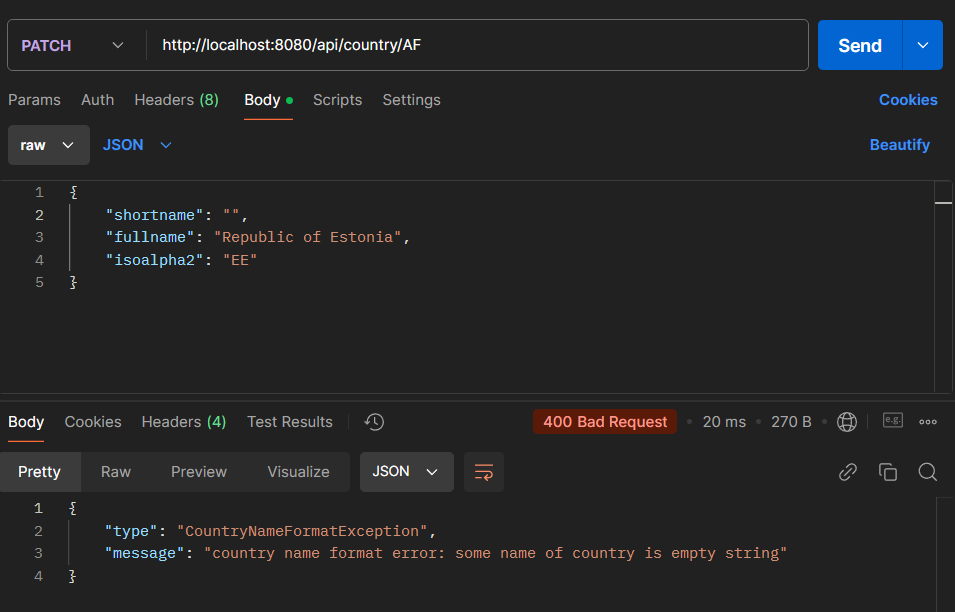 PATCH http://localhost:8080/api/country/AF Send
Params Auth Headers (8) Body Scripts Settings Cookies
raw JSON Beautify
1 {
2 "shortname": "",
3 "fullname": "Republic of Estonia",
4 "isoalpha2": "EE"
5 }
Body Cookies Headers (4) Test Results 400 Bad Request 20 ms 270 B e.g.
Pretty Raw Preview Visualize JSON
1 {
2 "type": "CountryNameFormatException",
3 "message": "country name format error: some name of country is empty string"
4 }